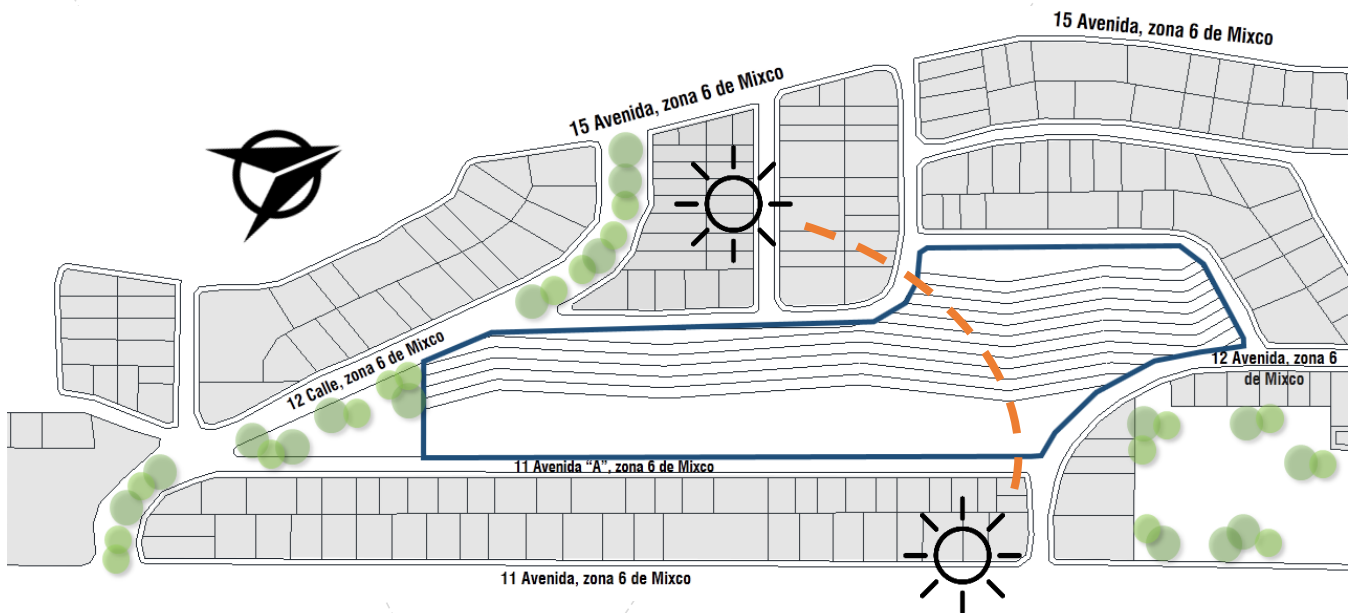 15 Avenida, zona 6 de Mixco
15 Avenida, zona 6 de Mixco
12 Calle, zona 6 de Mixco
12 Avenida, zona 6
de Mixco
11 Avenida “A”, zona 6 de Mixco
11 Avenida, zona 6 de Mixco